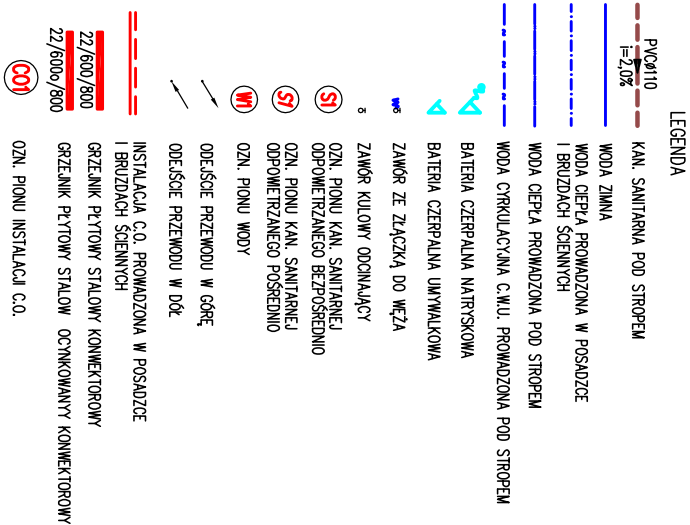 LEGENDA
PVCø110
i=2,0%
KAN. SANITARNA POD STROPEM
WODA ZIMNA
WODA CIEPŁA PROWADZONA W POSADZCE
I BRUZDACH ŚCIENNYCH
WODA CIEPŁA PROWADZONA POD STROPEM
WODA CYRKULACYJNA C.W.U. PROWADZONA POD STROPEM
BATERIA CZERPALNA NATRYSKOWA
BATERIA CZERPALNA UMYWALKOWA
ZAWÓR ZE ZŁĄCZKĄ DO WĘŻA
ZAWÓR KULOWY ODCINAJĄCY
S1
OZN. PIONU KAN. SANITARNEJ
ODPOWIETRZANEGO BEZPOŚREDNIO
S7
OZN. PIONU KAN. SANITARNEJ
ODPOWIETRZANEGO POŚREDNIO
W1
OZN. PIONU WODY
ODEJŚCIE PRZEWODU W GÓRĘ
ODEJŚCIE PRZEWODU W DÓŁ
INSTALACJA C.O. PROWADZONA W POSADZCE
I BRUZDACH ŚCIENNYCH
22/600/800
GRZEJNIK PŁYTOWY STALOWY KONWEKTOROWY
22/600/800
GRZEJNIK PŁYTOWY STALOW OCYNKOWANYY KONWEKTOROWY
CO1
OZN. PIONU INSTALACJI C.O.